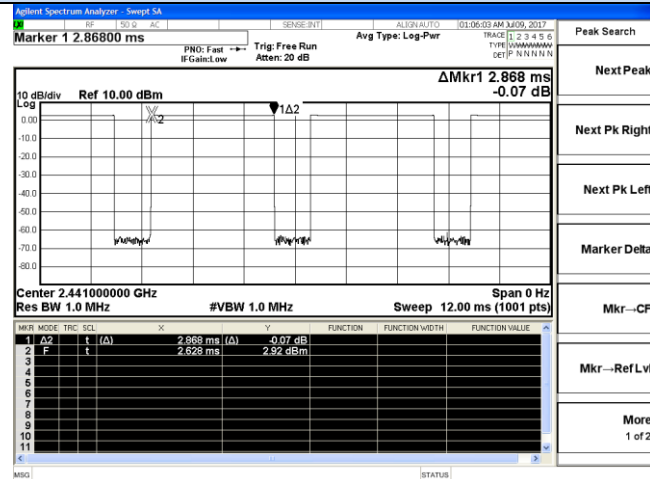 Agilent Spectrum Analyzer - Swept SA
RF 50 Ω AC SENSE:INT ALIGN AUTO 01:06:03 AM Jul 09, 2017
Marker 1 2.86800 ms
PNO: Fast
IFGain:Low
Trig: Free Run
Atten: 20 dB
Avg Type: Log-Pwr
TRACE 1 2 3 4 5 6
TYPE WWWWWW
DET P N N N N N
Peak Search
Next Peak
Next Pk Right
Next Pk Left
Marker Delta
Mkr→CF
Mkr→Ref Lvl
More
1 of 2
ΔMkr1 2.868 ms
-0.07 dB
10 dB/div Ref 10.00 dBm
Log
0.00
-10.0
-20.0
-30.0
-40.0
-50.0
-60.0
-70.0
-80.0
2
1Δ2
Center 2.441000000 GHz Span 0 Hz
Res BW 1.0 MHz #VBW 1.0 MHz Sweep 12.00 ms (1001 pts)
MKR MODE TRC SCL X Y FUNCTION FUNCTION WIDTH FUNCTION VALUE
1 Δ2 t (Δ) 2.868 ms (Δ) -0.07 dB
2 F t 2.628 ms 2.92 dBm
3
4
5
6
7
8
9
10
11
MSG STATUS